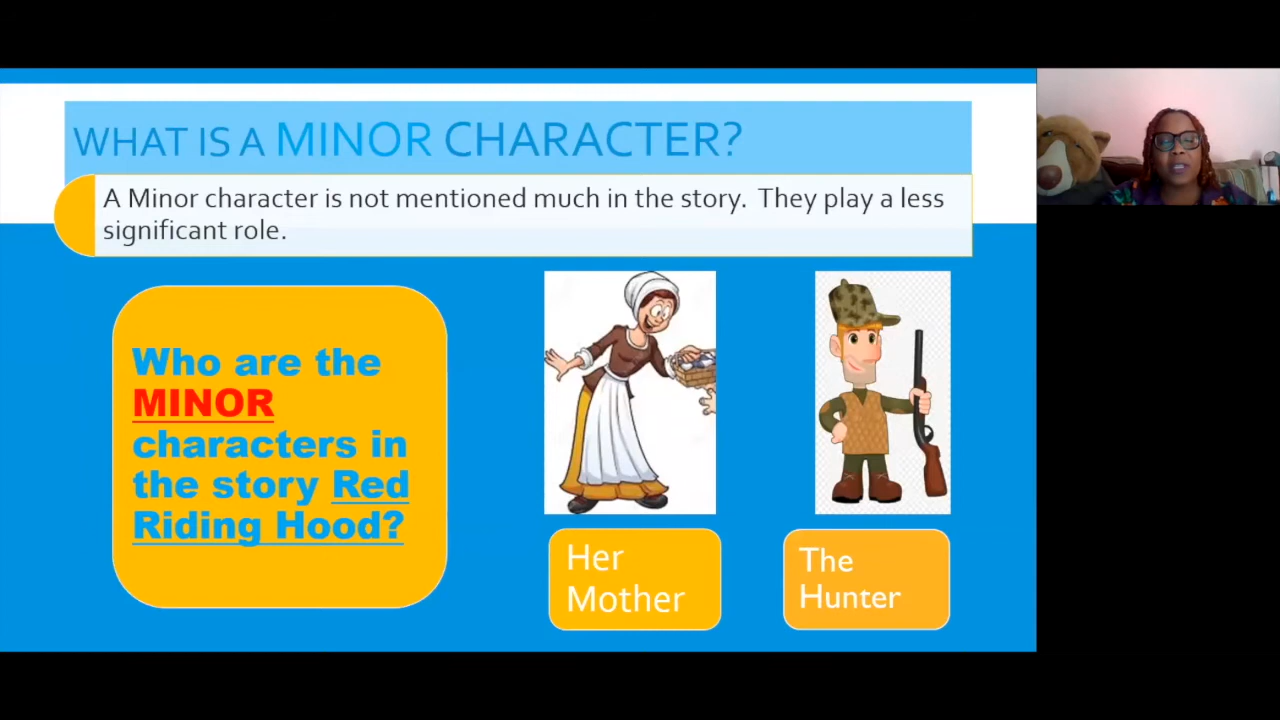 WHAT IS A MINOR CHARACTER?
A Minor character is not mentioned much in the story. They play a less
significant role.
Who are the
MINOR
characters in
the story Red
Riding Hood?
Her
Mother
The
Hunter